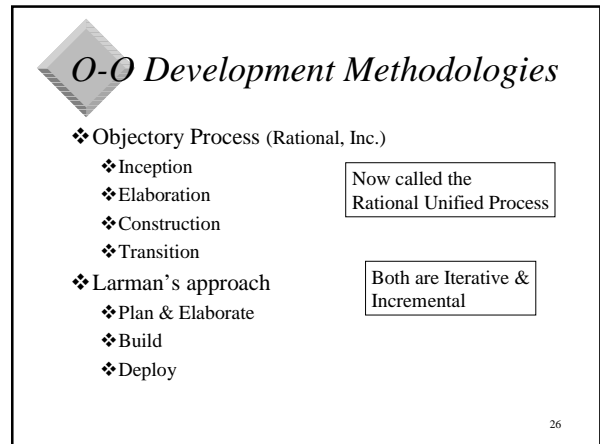 O-O Development Methodologies
❖Objectory Process (Rational, Inc.)
❖Inception
❖Elaboration
❖Construction
❖Transition
Now called the
Rational Unified Process
❖Larman's approach
❖Plan & Elaborate
❖Build
❖Deploy
Both are Iterative &
Incremental
26